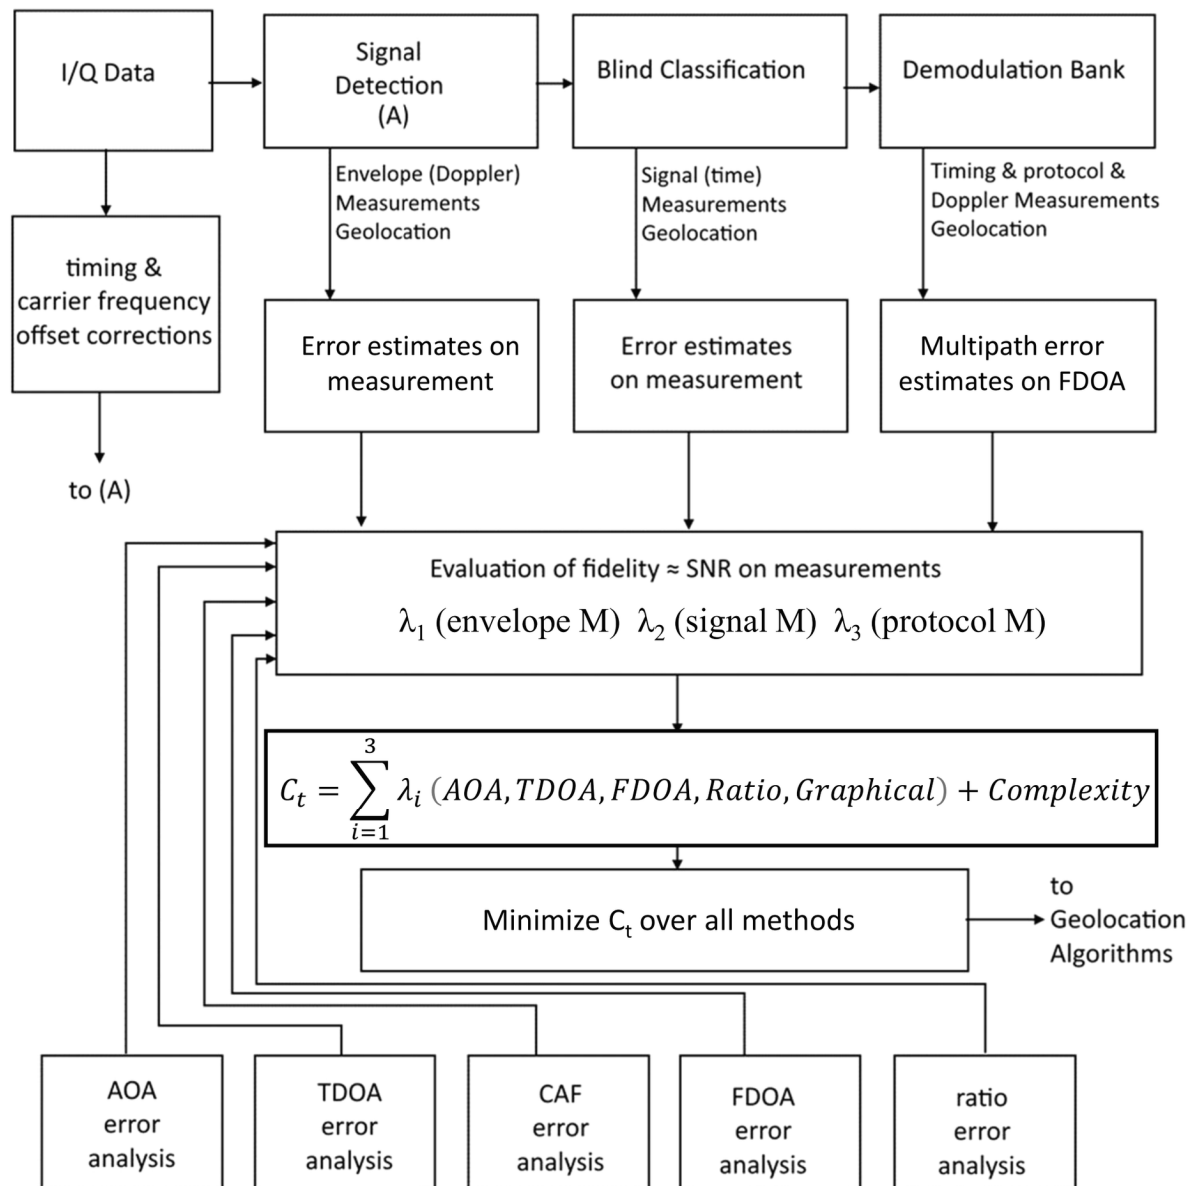 I/Q Data
Signal
Detection
(A)
Blind Classification
Demodulation Bank
Envelope (Doppler)
Measurements
Geolocation
Signal (time)
Measurements
Geolocation
Timing & protocol &
Doppler Measurements
Geolocation
timing &
carrier frequency
offset corrections
to (A)
Error estimates on
measurement
Error estimates
on measurement
Multipath error
estimates on FDOA
Evaluation of fidelity ≈ SNR on measurements
λ₁ (envelope M) λ₂ (signal M) λ₃ (protocol M)
3
Cₜ = ∑ λᵢ (AOA, TDOA, FDOA, Ratio, Graphical) + Complexity
i=1
Minimize Cₜ over all methods
to
Geolocation
Algorithms
AOA
error
analysis
TDOA
error
analysis
CAF
error
analysis
FDOA
error
analysis
ratio
error
analysis